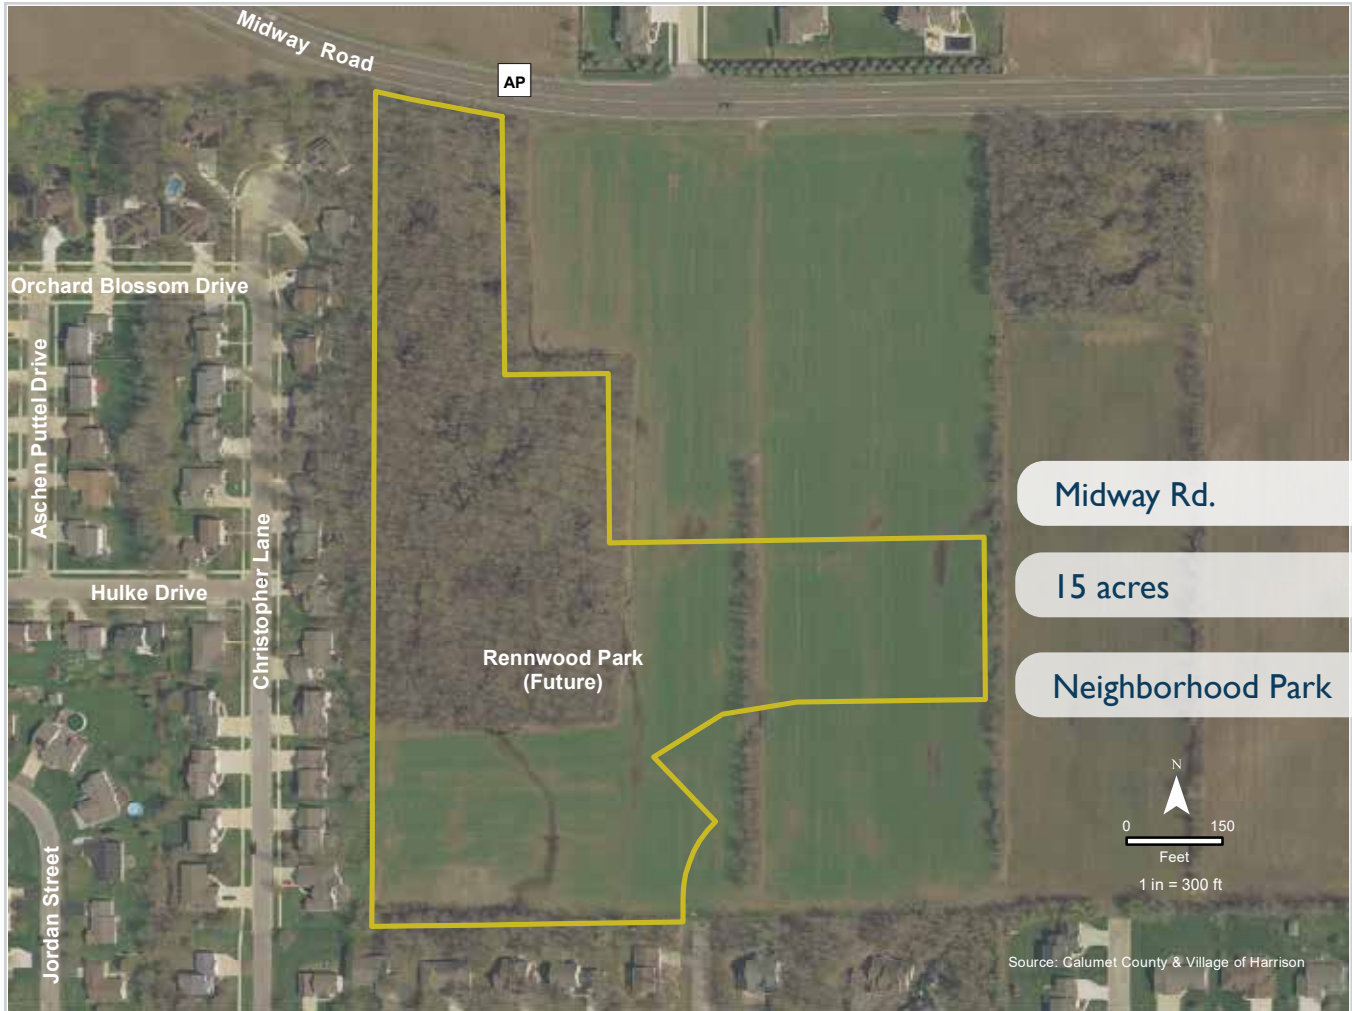 Midway Road
AP
Orchard Blossom Drive
Aschen Puttel Drive
Christopher Lane
Hulke Drive
Jordan Street
Rennwood Park
(Future)
Midway Rd.
15 acres
Neighborhood Park
N
0 150
Feet
1 in = 300 ft
Source: Calumet County & Village of Harrison